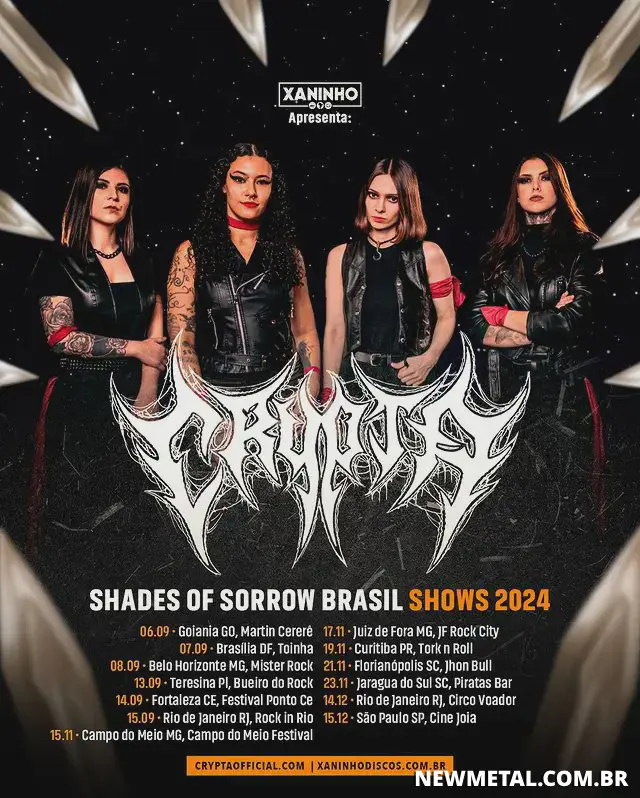 XANINHO
Apresenta:
CRYPTA
SHADES OF SORROW BRASIL SHOWS 2024
06.09 · Goiania GO, Martin Cererê
07.09 · Brasília DF, Toinha
08.09 · Belo Horizonte MG, Mister Rock
13.09 · Teresina PI, Bueiro do Rock
14.09 · Fortaleza CE, Festival Ponto Ce
15.09 · Rio de Janeiro RJ, Rock in Rio
15.11 · Campo do Meio MG, Campo do Meio Festival
17.11 · Juiz de Fora MG, JF Rock City
19.11 · Curitiba PR, Tork n Roll
21.11 · Florianópolis SC, Jhon Bull
23.11 · Jaragua do Sul SC, Piratas Bar
14.12 · Rio de Janeiro RJ, Circo Voador
15.12 · São Paulo SP, Cine Joia
CRYPTAOFFICIAL.COM | XANINHODISCOS.COM.BR
NEWMETAL.COM.BR